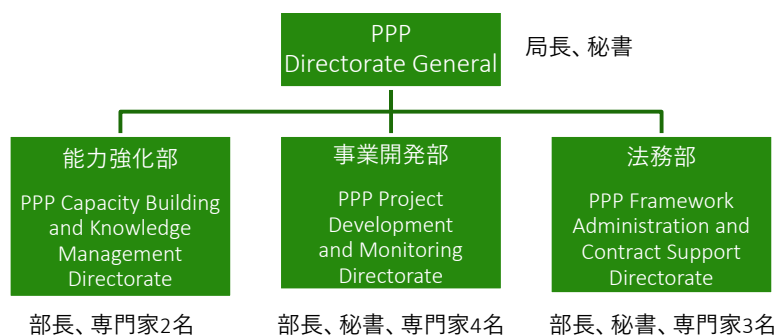 PPP
Directorate General
局長、秘書
能力強化部
PPP Capacity Building
and Knowledge
Management
Directorate
部長、専門家2名
事業開発部
PPP Project
Development
and Monitoring
Directorate
部長、秘書、専門家4名
法務部
PPP Framework
Administration and
Contract Support
Directorate
部長、秘書、専門家3名